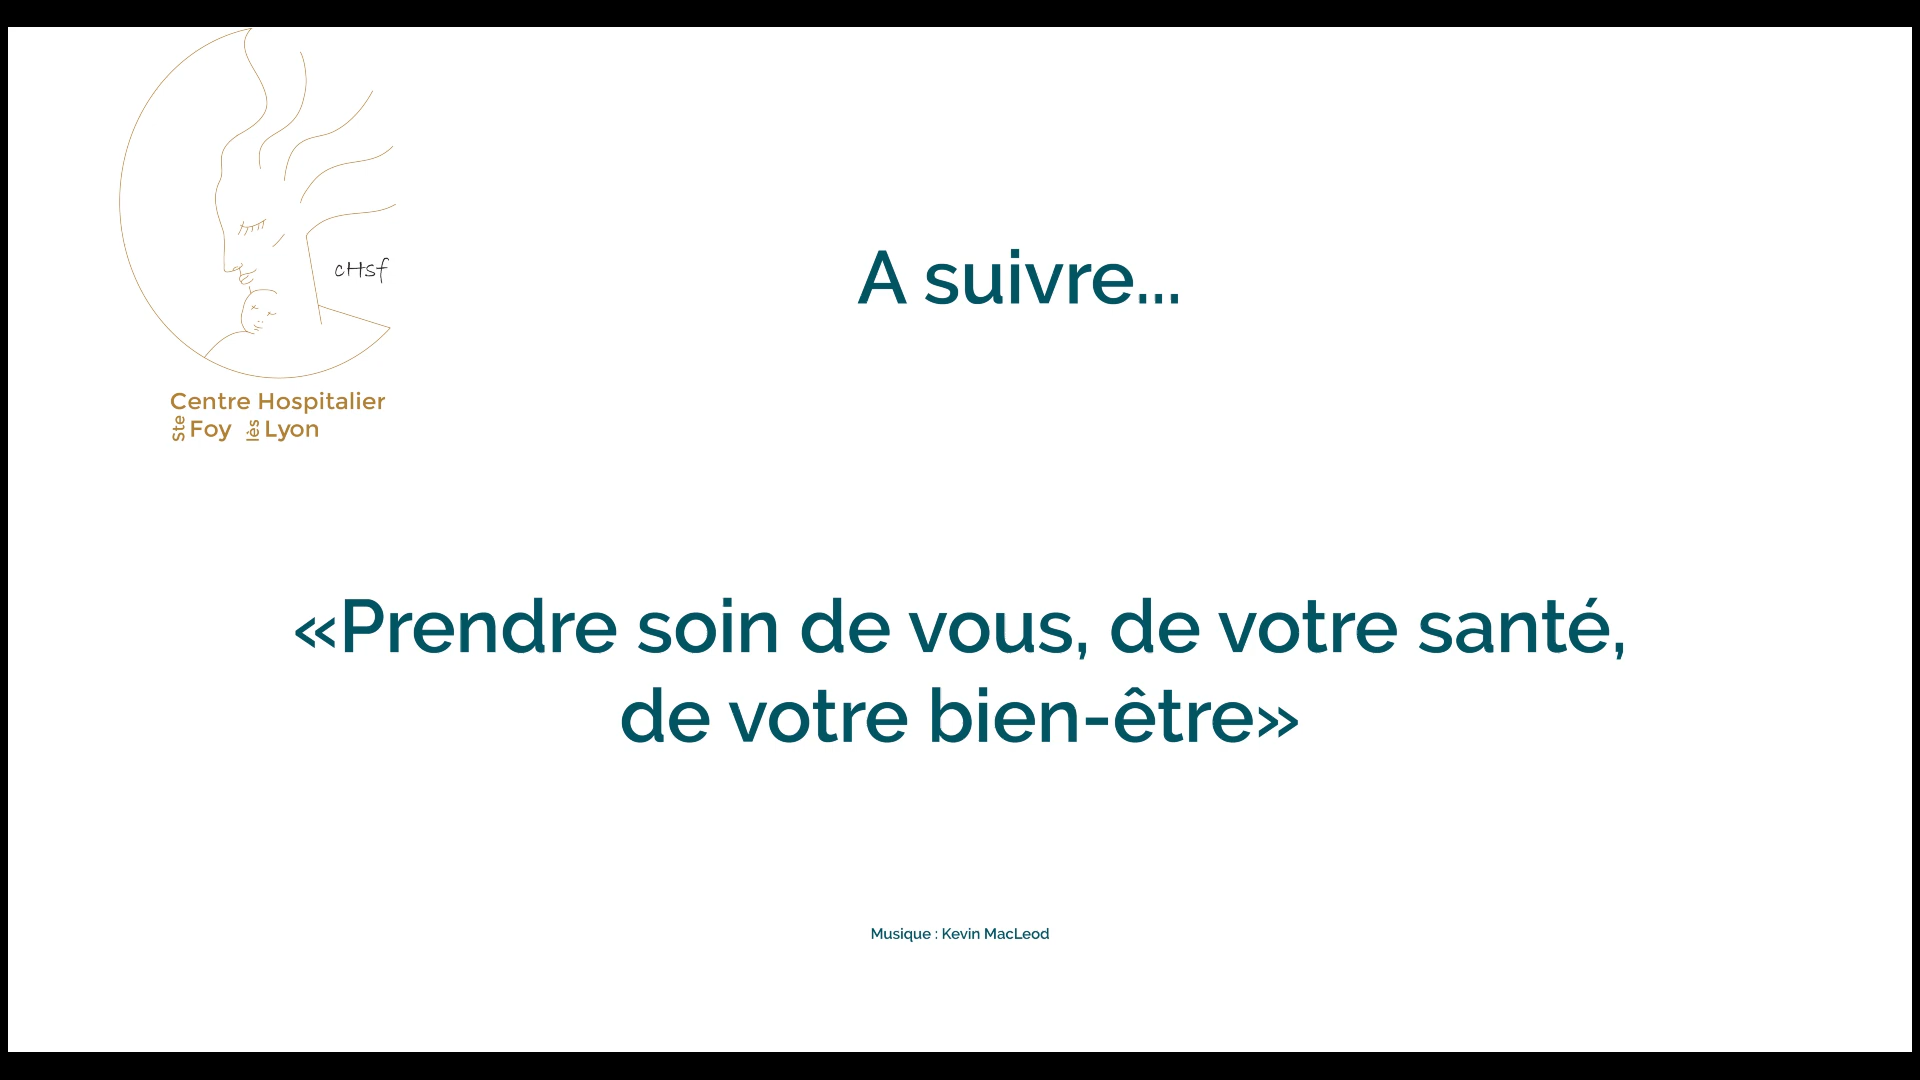 cHsf
Centre Hospitalier
Ste Foy lès Lyon
A suivre...
«Prendre soin de vous, de votre santé,
de votre bien-être»
Musique : Kevin MacLeod